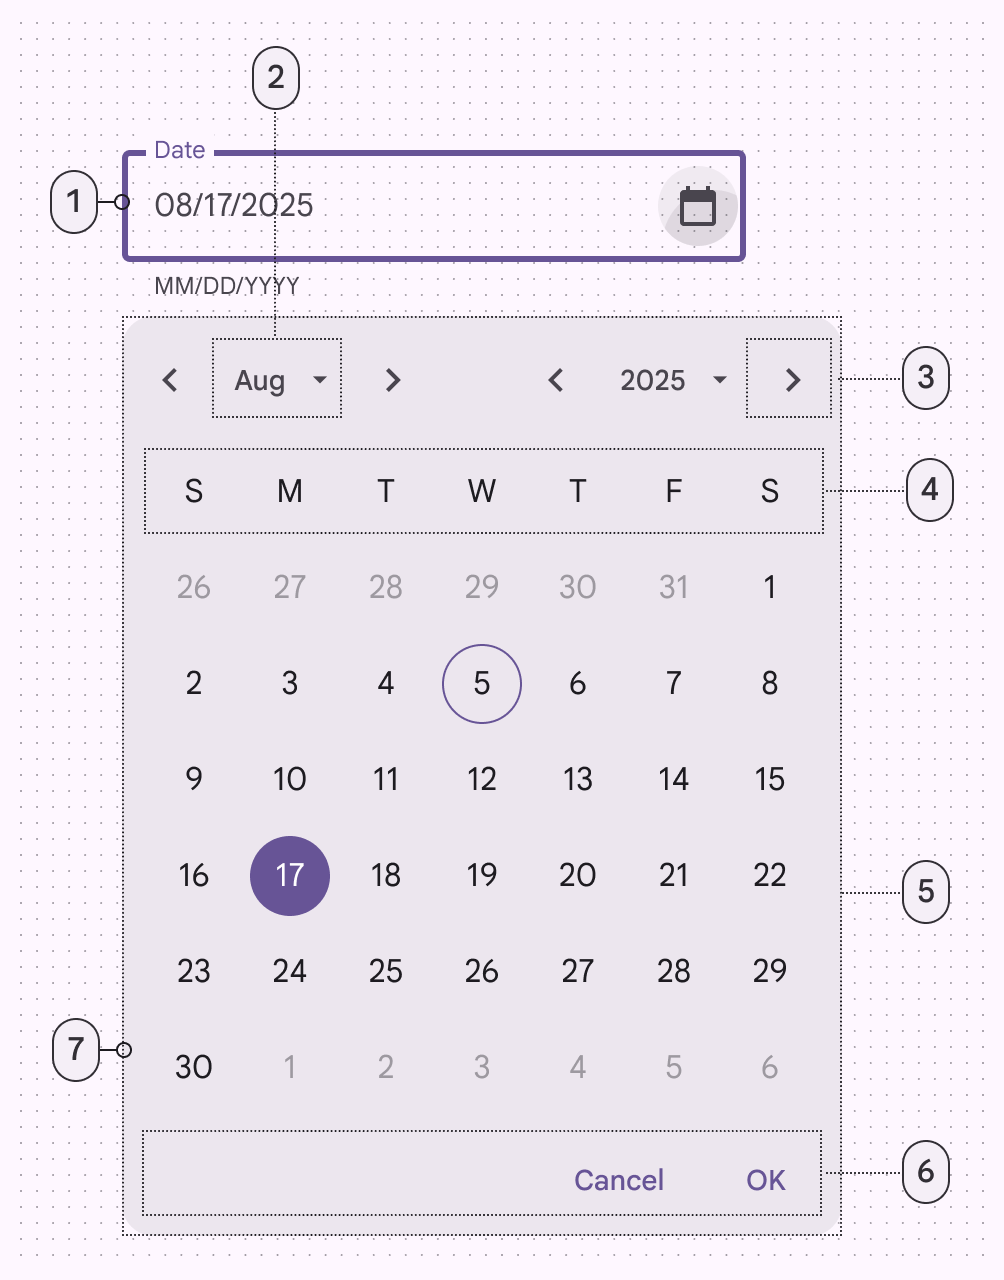 2
Date
1
08/17/2025
MM/DD/YYYY
Aug 2025
3
S M T W T F S
4
26 27 28 29 30 31 1
2 3 4 5 6 7 8
9 10 11 12 13 14 15
16 17 18 19 20 21 22
5
23 24 25 26 27 28 29
7
30 1 2 3 4 5 6
Cancel OK
6